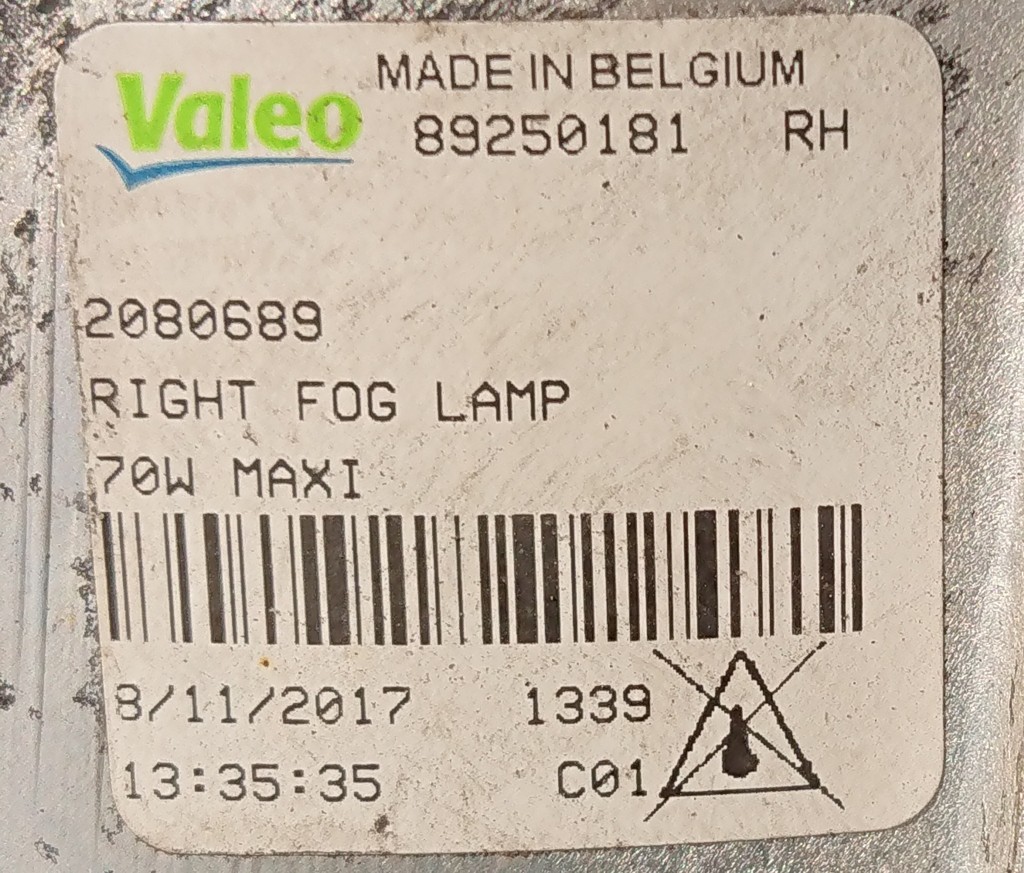 Valeo
MADE IN BELGIUM
89250181 RH
2080689
RIGHT FOG LAMP
70W MAXI
8/11/2017 1339
13:35:35 C01